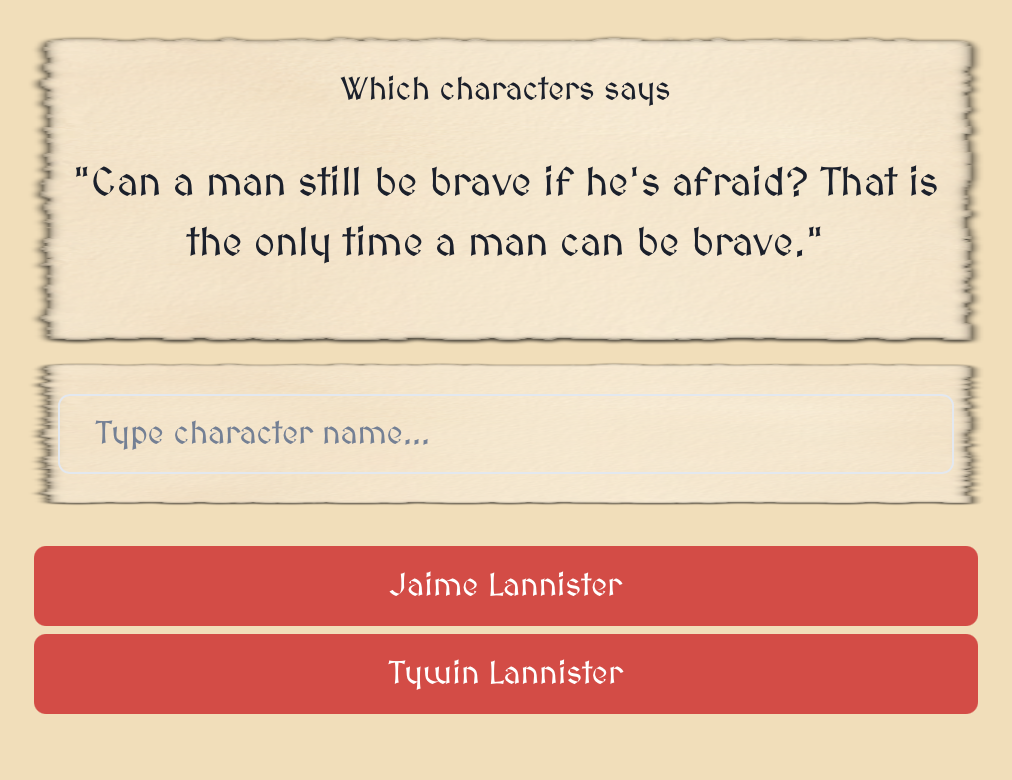 Which characters says
"Can a man still be brave if he's afraid? That is
the only time a man can be brave."
Type character name...
Jaime Lannister
Tywin Lannister